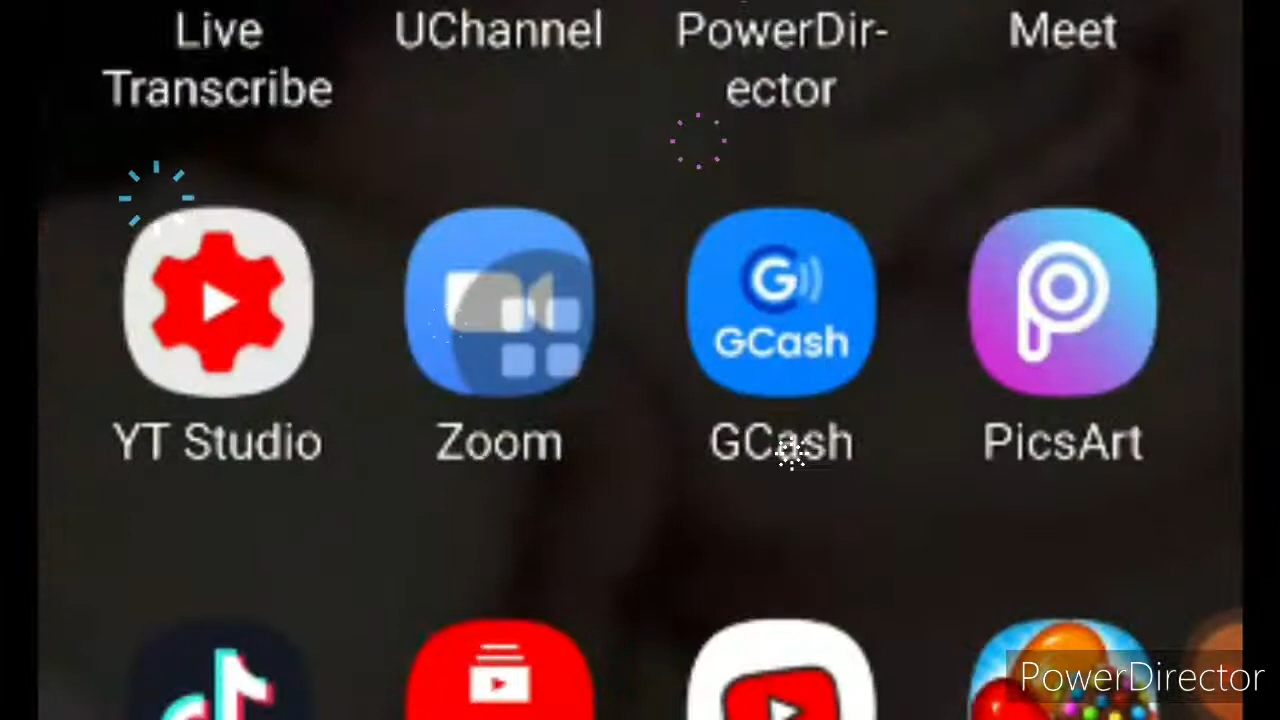 Live
Transcribe
UChannel
PowerDir-
ector
Meet
G
GCash
YT Studio
Zoom
GCash
PicsArt
PowerDirector